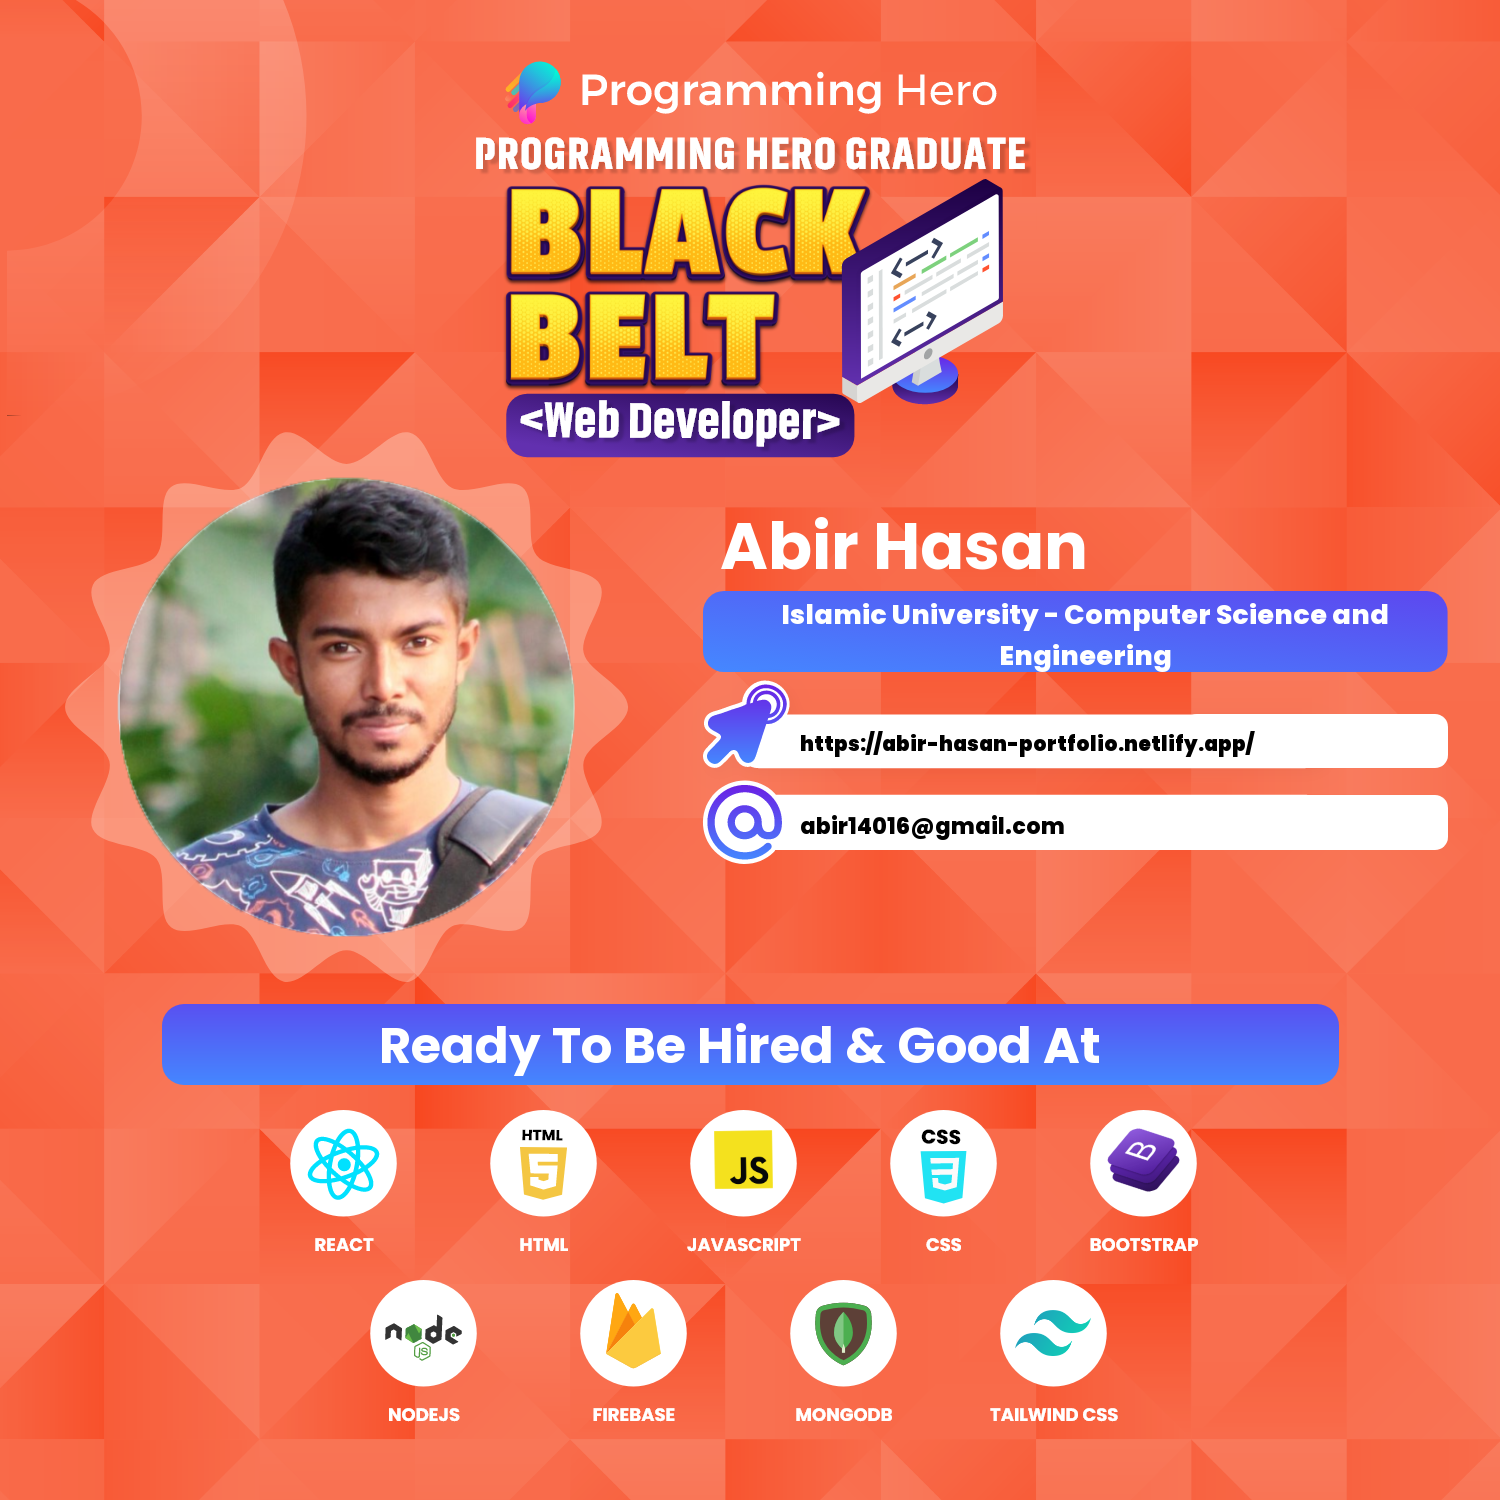 Programming Hero
PROGRAMMING HERO GRADUATE
BLACK
BELT
<Web Developer>
Abir Hasan
Islamic University - Computer Science and
Engineering
https://abir-hasan-portfolio.netlify.app/
abir14016@gmail.com
Ready To Be Hired & Good At
HTML
5
JS
CSS
3
B
REACT
HTML
JAVASCRIPT
CSS
BOOTSTRAP
node
JS
NODEJS
FIREBASE
MONGODB
TAILWIND CSS